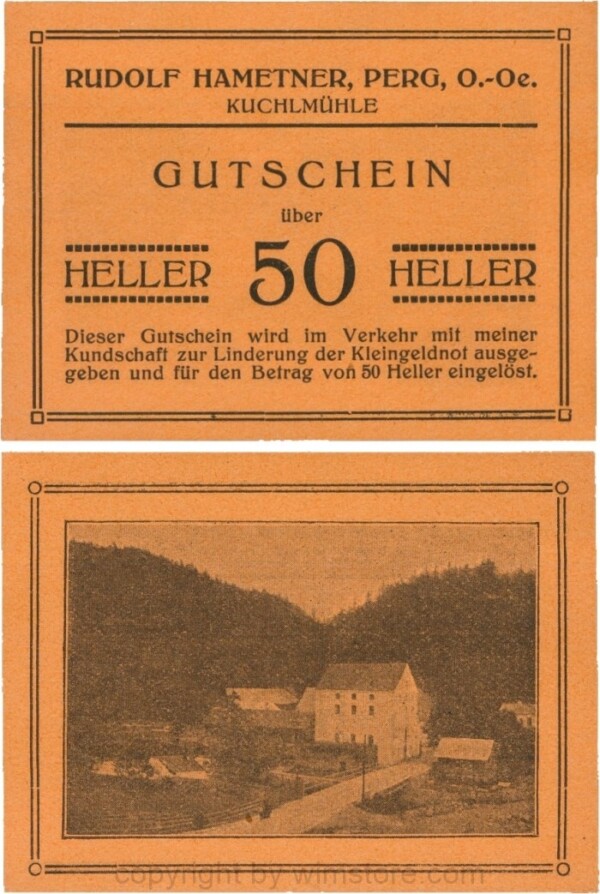 RUDOLF HAMETNER, PERG, O.-Oe.
KUCHLMÜHLE
GUTSCHEIN
über
HELLER 50 HELLER
Dieser Gutschein wird im Verkehr mit meiner
Kundschaft zur Linderung der Kleingeldnot ausge-
geben und für den Betrag von 50 Heller eingelöst.
copyright by wimstore.com